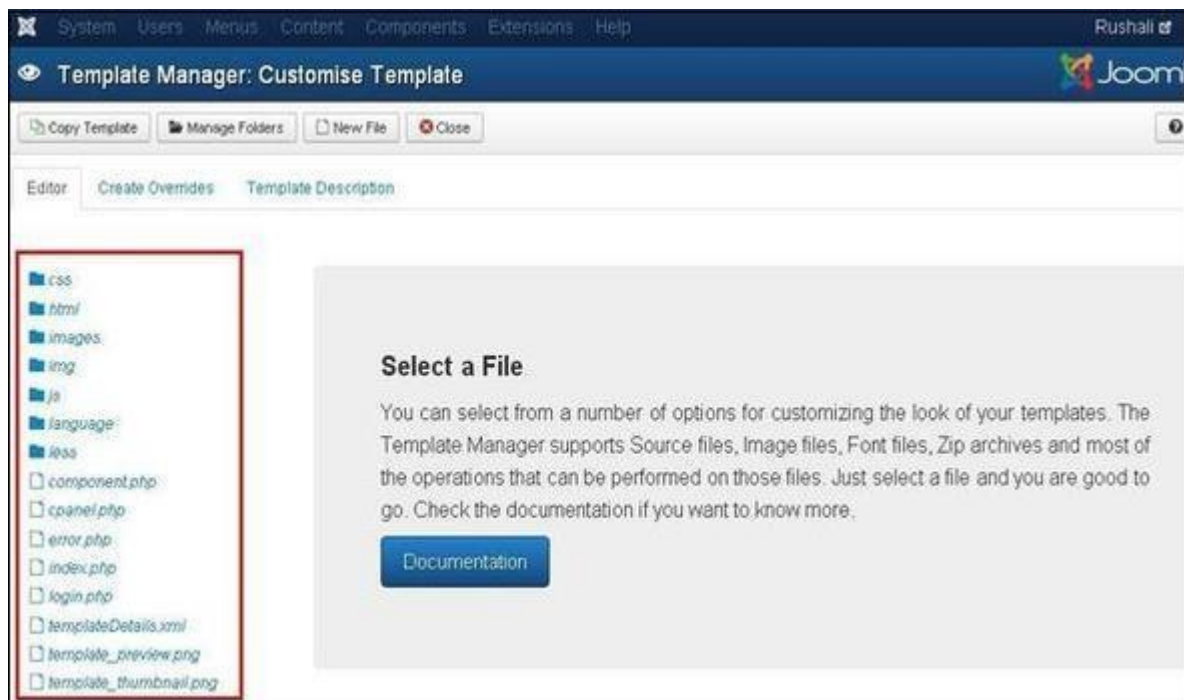 System Users Menus Content Components Extensions Help Rushali
Template Manager: Customise Template Joom
Copy Template Manage Folders New File Close
Editor Create Overrides Template Description
css
html
images
img
js
language
less
component.php
cpanel.php
error.php
index.php
login.php
templateDetails.xml
template_preview.png
template_thumbnail.png
Select a File
You can select from a number of options for customizing the look of your templates. The
Template Manager supports Source files, Image files, Font files, Zip archives and most of
the operations that can be performed on those files. Just select a file and you are good to
go. Check the documentation if you want to know more.
Documentation